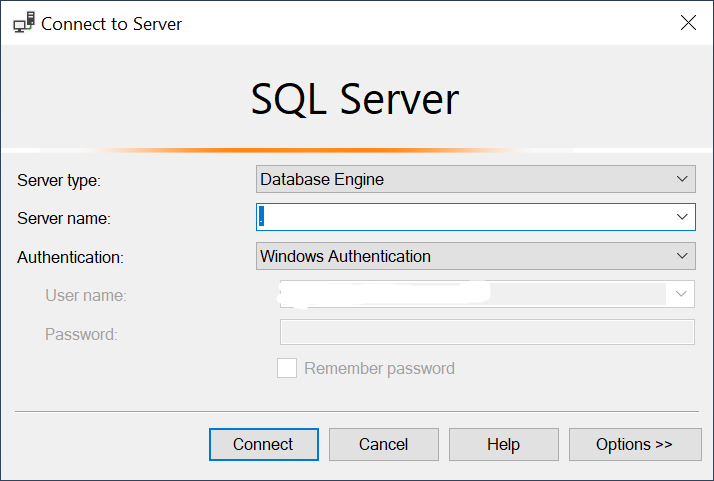 Connect to Server
SQL Server
Server type: Database Engine
Server name: .
Authentication: Windows Authentication
User name:
Password:
Remember password
Connect Cancel Help Options >>